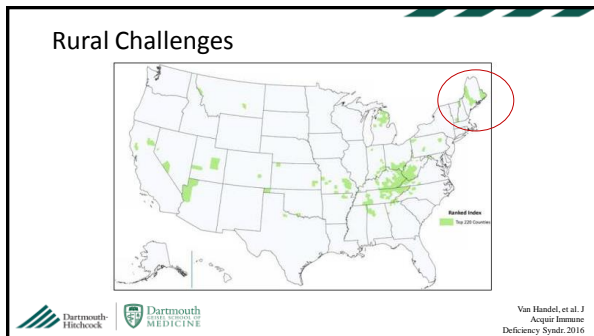 Rural Challenges
Ranked Index
Top 220 Counties
Dartmouth-
Hitchcock
Dartmouth
GEISEL SCHOOL OF
MEDICINE
Van Handel, et al. J
Acquir Immune
Deficiency Syndr. 2016